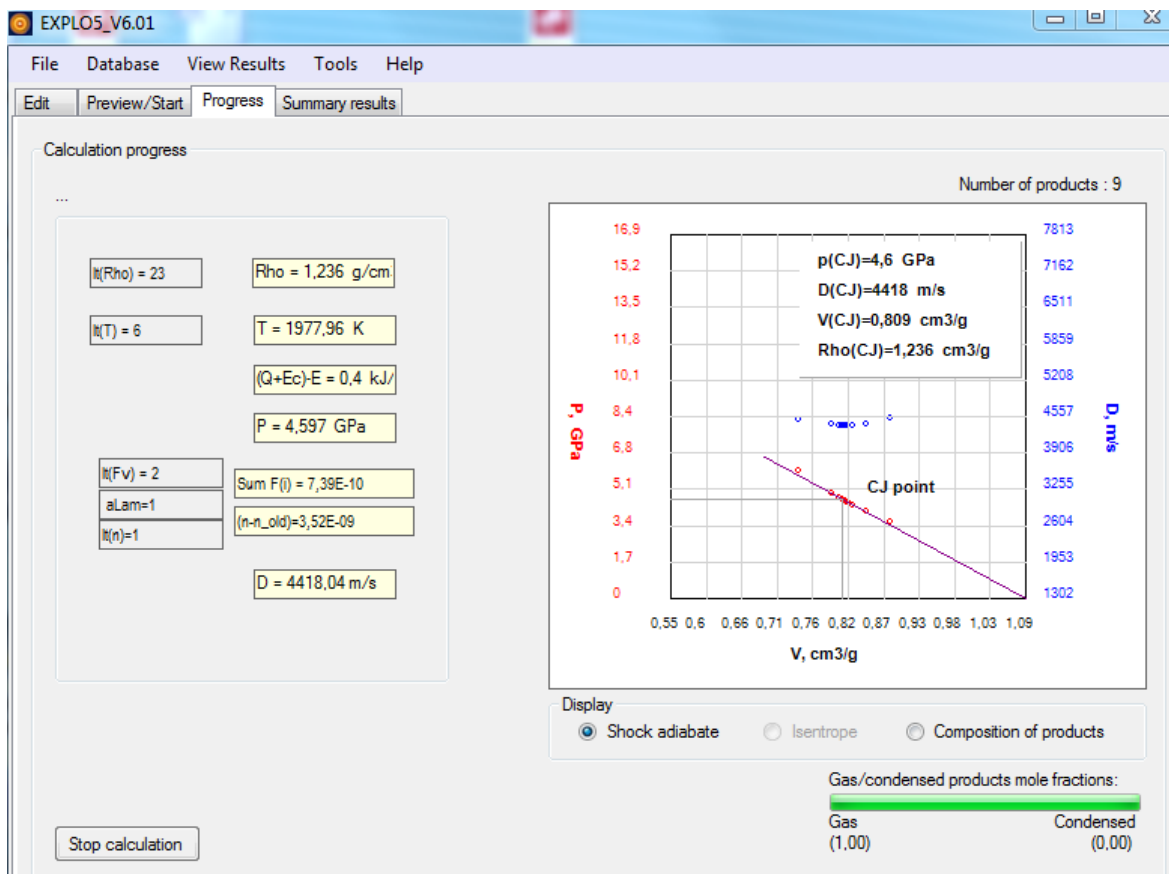 EXPLO5_V6.01
File Database View Results Tools Help
Edit Preview/Start Progress Summary results
Calculation progress
...
Number of products : 9
It(Rho) = 23
Rho = 1,236 g/cm
It(T) = 6
T = 1977,96 K
(Q+Ec)-E = 0,4 kJ/
P = 4,597 GPa
It(Fv) = 2
aLam=1
It(n)=1
Sum F(i) = 7,39E-10
(n-n_old)=3,52E-09
D = 4418,04 m/s
16,9
15,2
13,5
11,8
10,1
8,4
6,8
5,1
3,4
1,7
0
P, GPa
p(CJ)=4,6 GPa
D(CJ)=4418 m/s
V(CJ)=0,809 cm3/g
Rho(CJ)=1,236 cm3/g
CJ point
7813
7162
6511
5859
5208
4557
3906
3255
2604
1953
1302
D, m/s
0,55 0,6 0,66 0,71 0,76 0,82 0,87 0,93 0,98 1,03 1,09
V, cm3/g
Display
Shock adiabate Isentrope Composition of products
Gas/condensed products mole fractions:
Gas Condensed
(1,00) (0,00)
Stop calculation